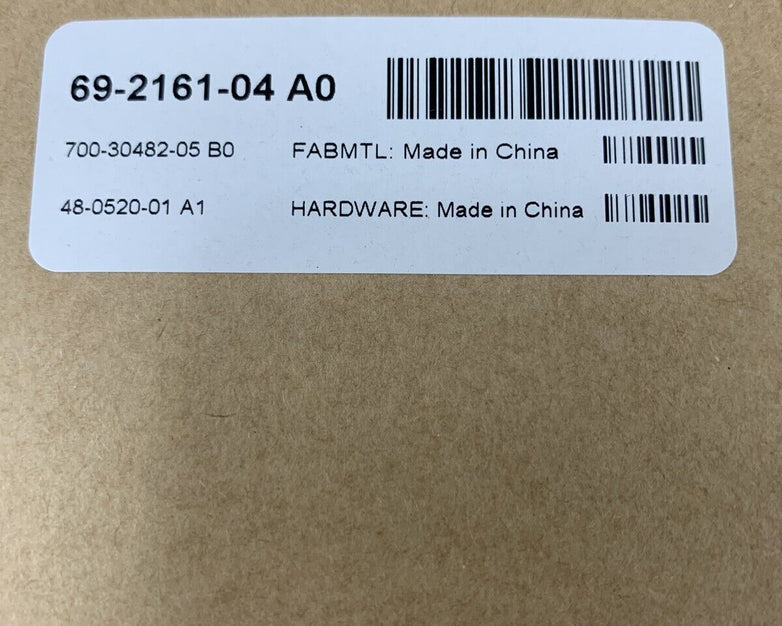 69-2161-04 A0
700-30482-05 B0 FABMTL: Made in China
48-0520-01 A1 HARDWARE: Made in China